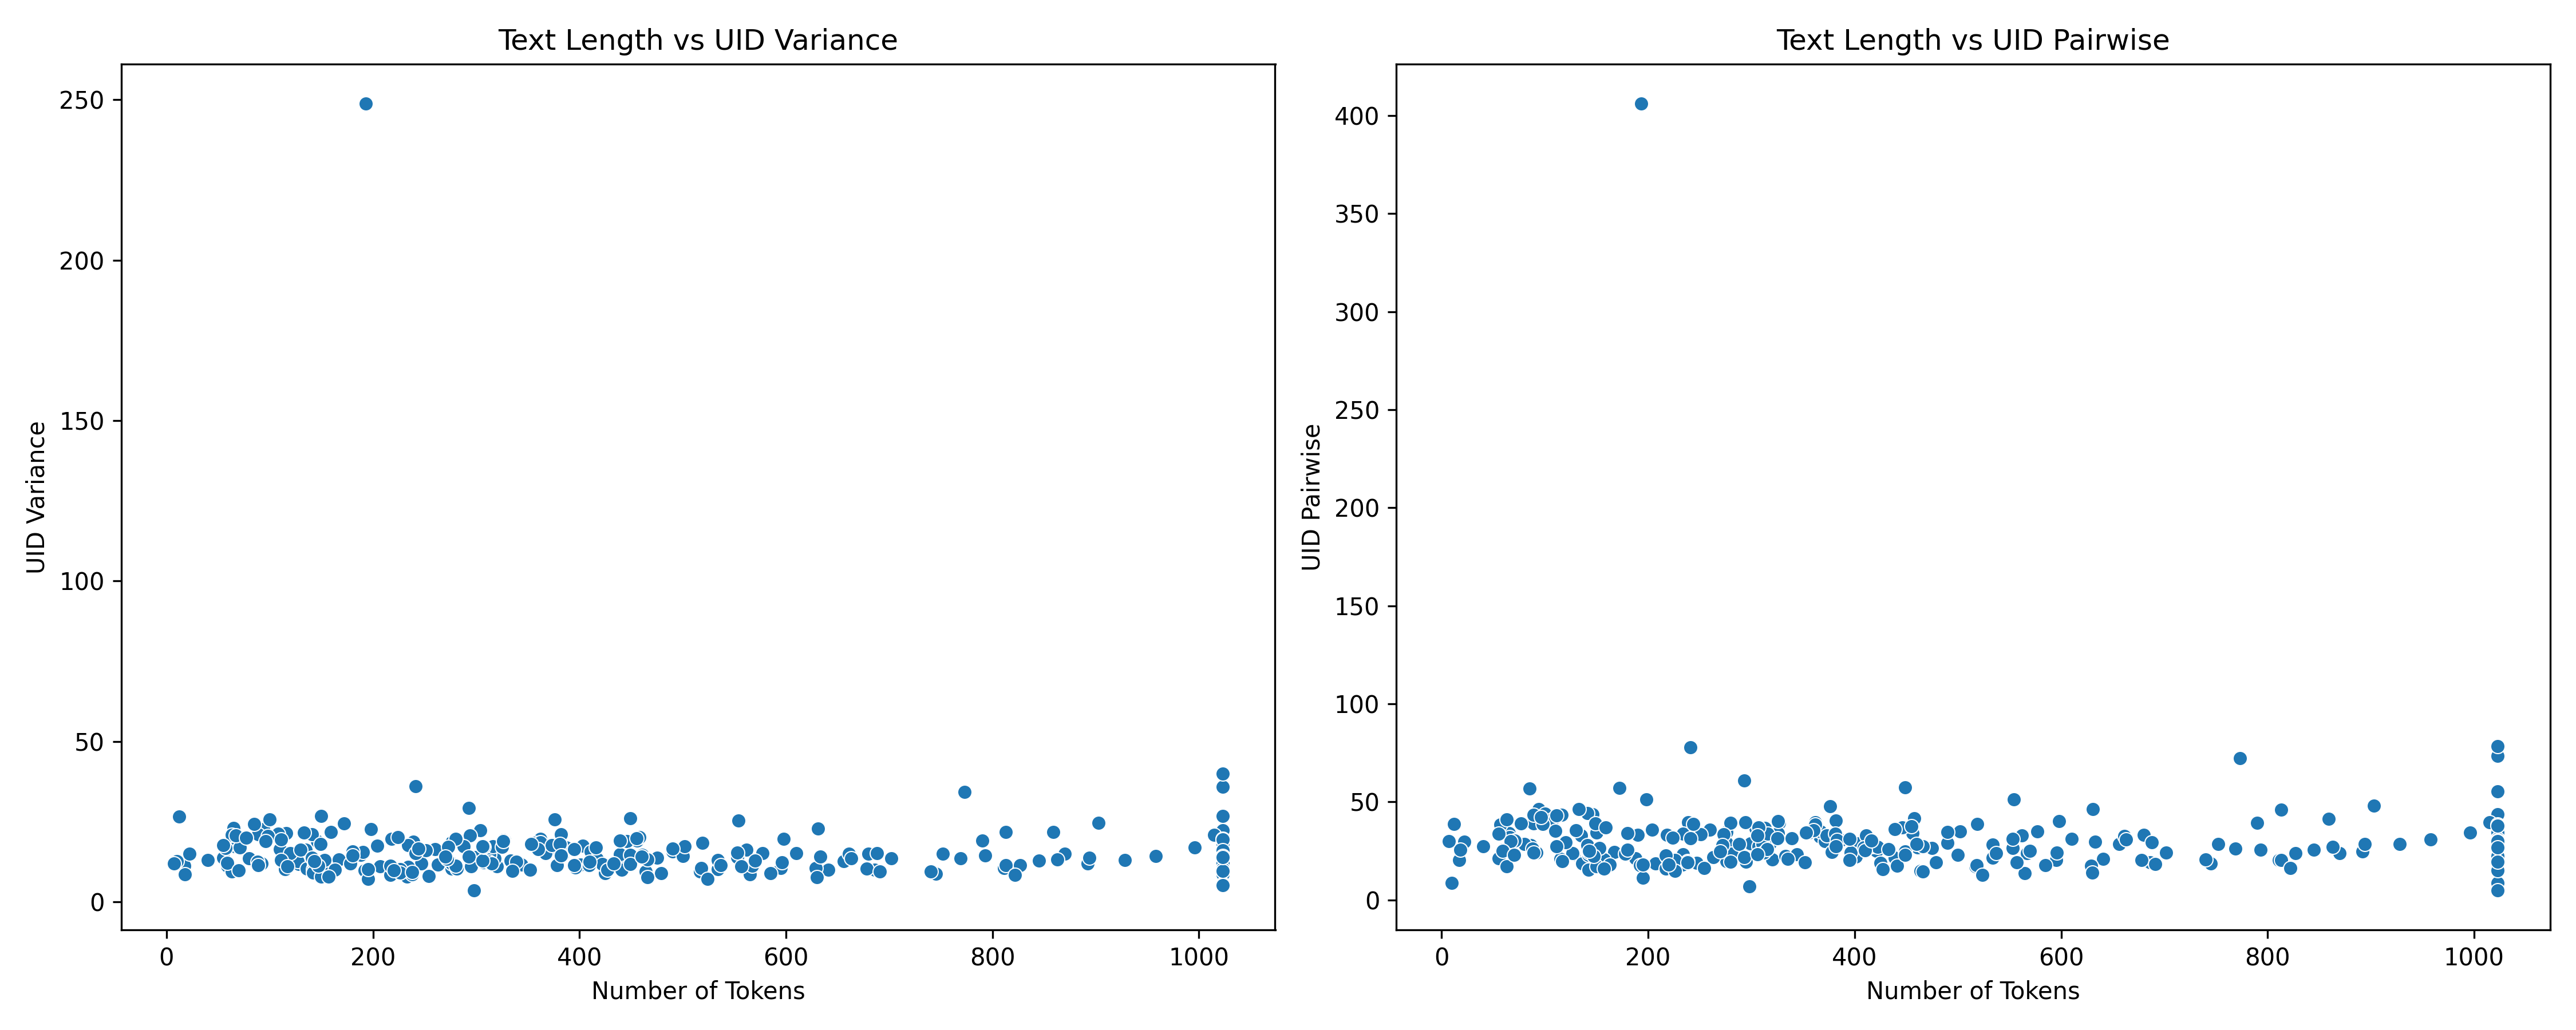 Text Length vs UID Variance
250
200
150
100
50
0
UID Variance
0 200 400 600 800 1000
Number of Tokens
Text Length vs UID Pairwise
400
350
300
250
200
150
100
50
0
UID Pairwise
0 200 400 600 800 1000
Number of Tokens